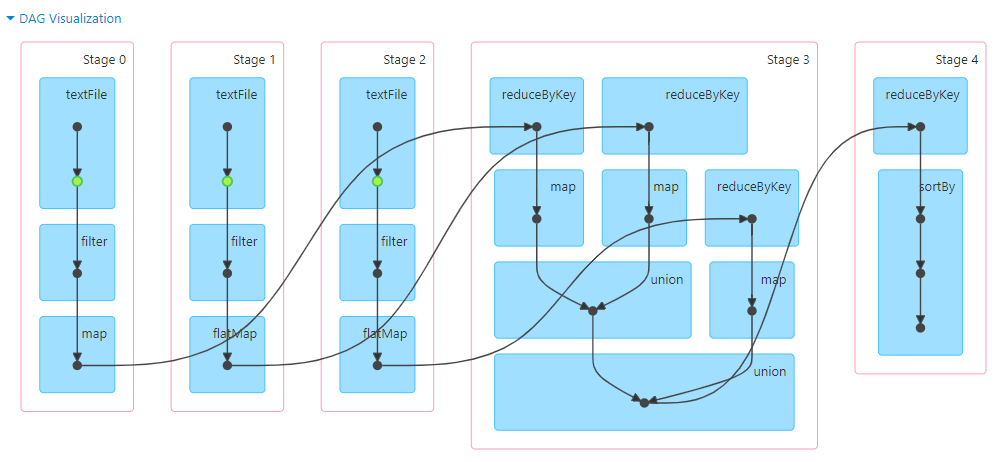 DAG Visualization
Stage 0
textFile
filter
map
Stage 1
textFile
filter
flatMap
Stage 2
textFile
filter
flatMap
Stage 3
reduceByKey
reduceByKey
map
map
reduceByKey
union
map
union
Stage 4
reduceByKey
sortBy